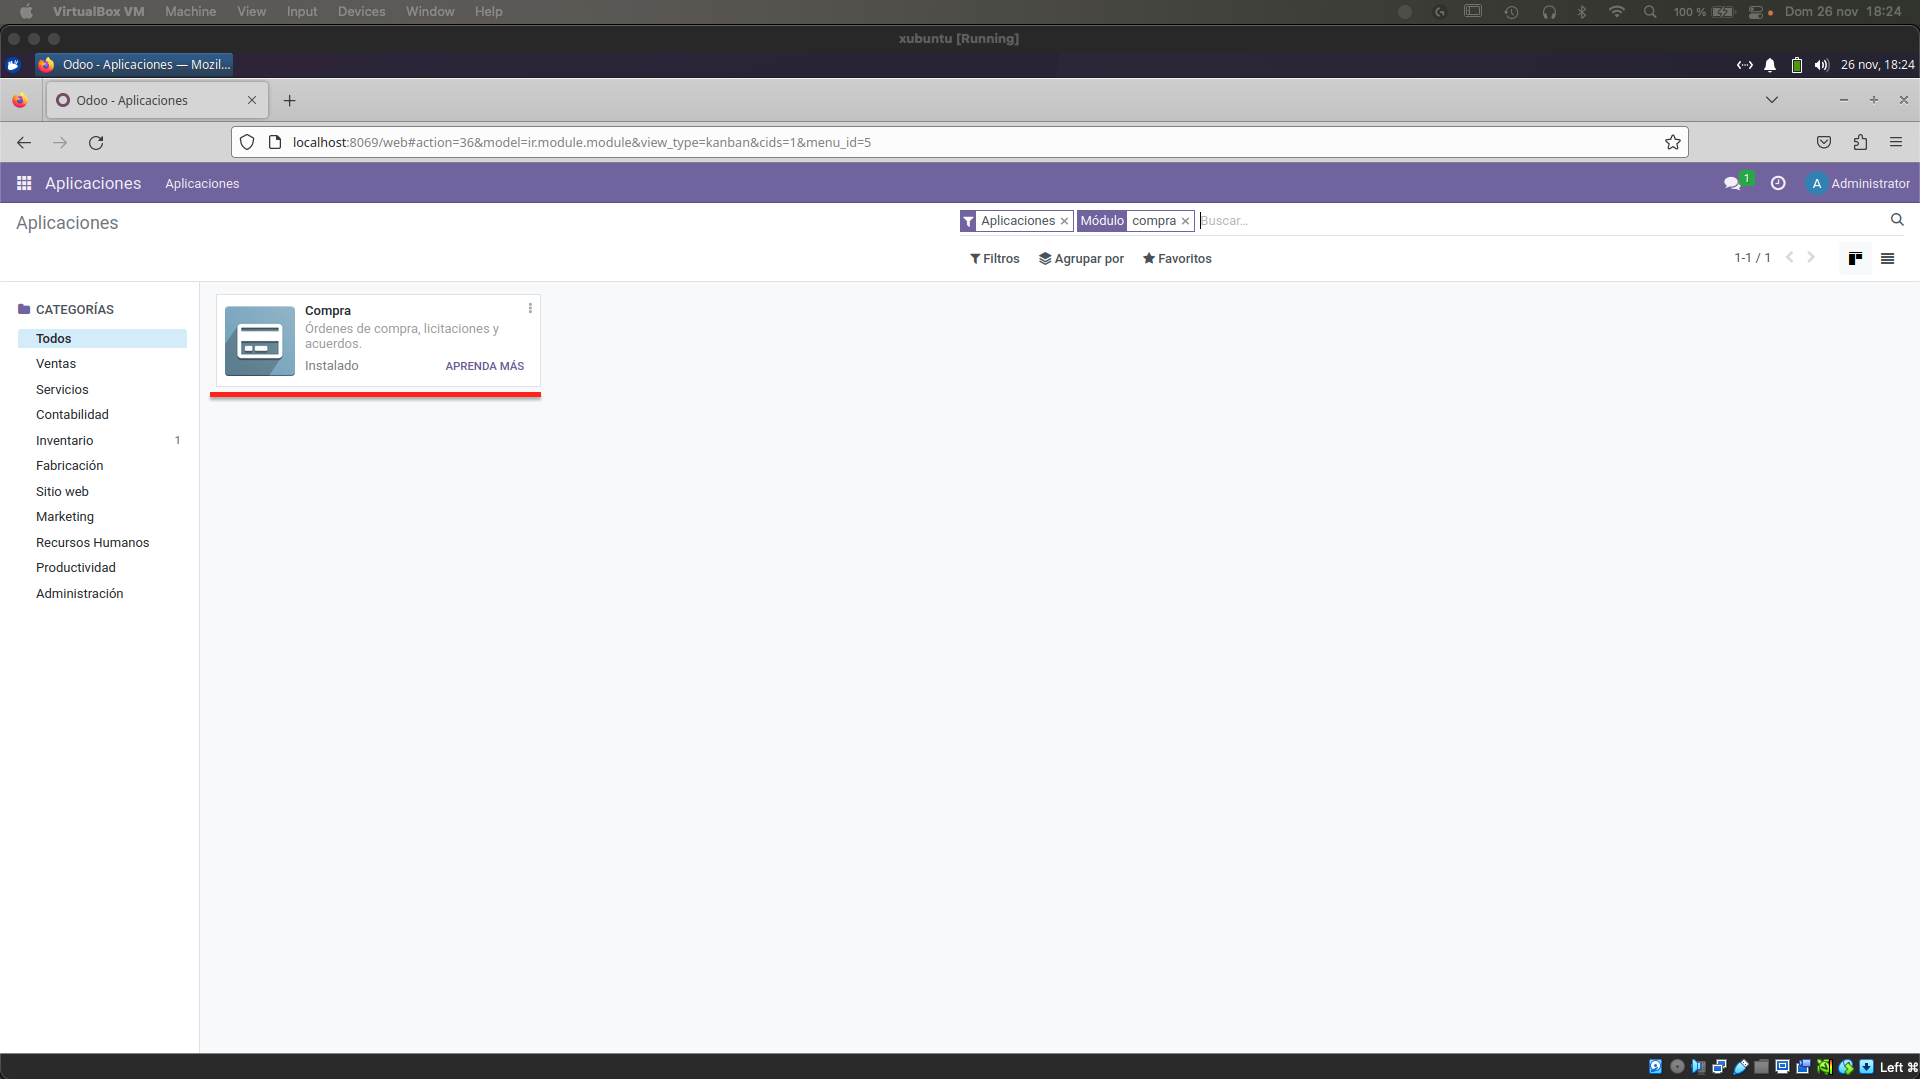 VirtualBox VM Machine View Input Devices Window Help 100 % Dom 26 nov 18:24
xubuntu [Running]
Odoo - Aplicaciones — Mozil... 26 nov, 18:24
Odoo - Aplicaciones
localhost:8069/web#action=36&model=ir.module.module&view_type=kanban&cids=1&menu_id=5
Aplicaciones Aplicaciones 1 A Administrator
Aplicaciones Aplicaciones Módulo compra Buscar...
Filtros Agrupar por Favoritos 1-1 / 1
CATEGORÍAS
Todos
Ventas
Servicios
Contabilidad
Inventario 1
Fabricación
Sitio web
Marketing
Recursos Humanos
Productividad
Administración
Compra
Órdenes de compra, licitaciones y
acuerdos.
Instalado APRENDA MÁS
Left ⌘